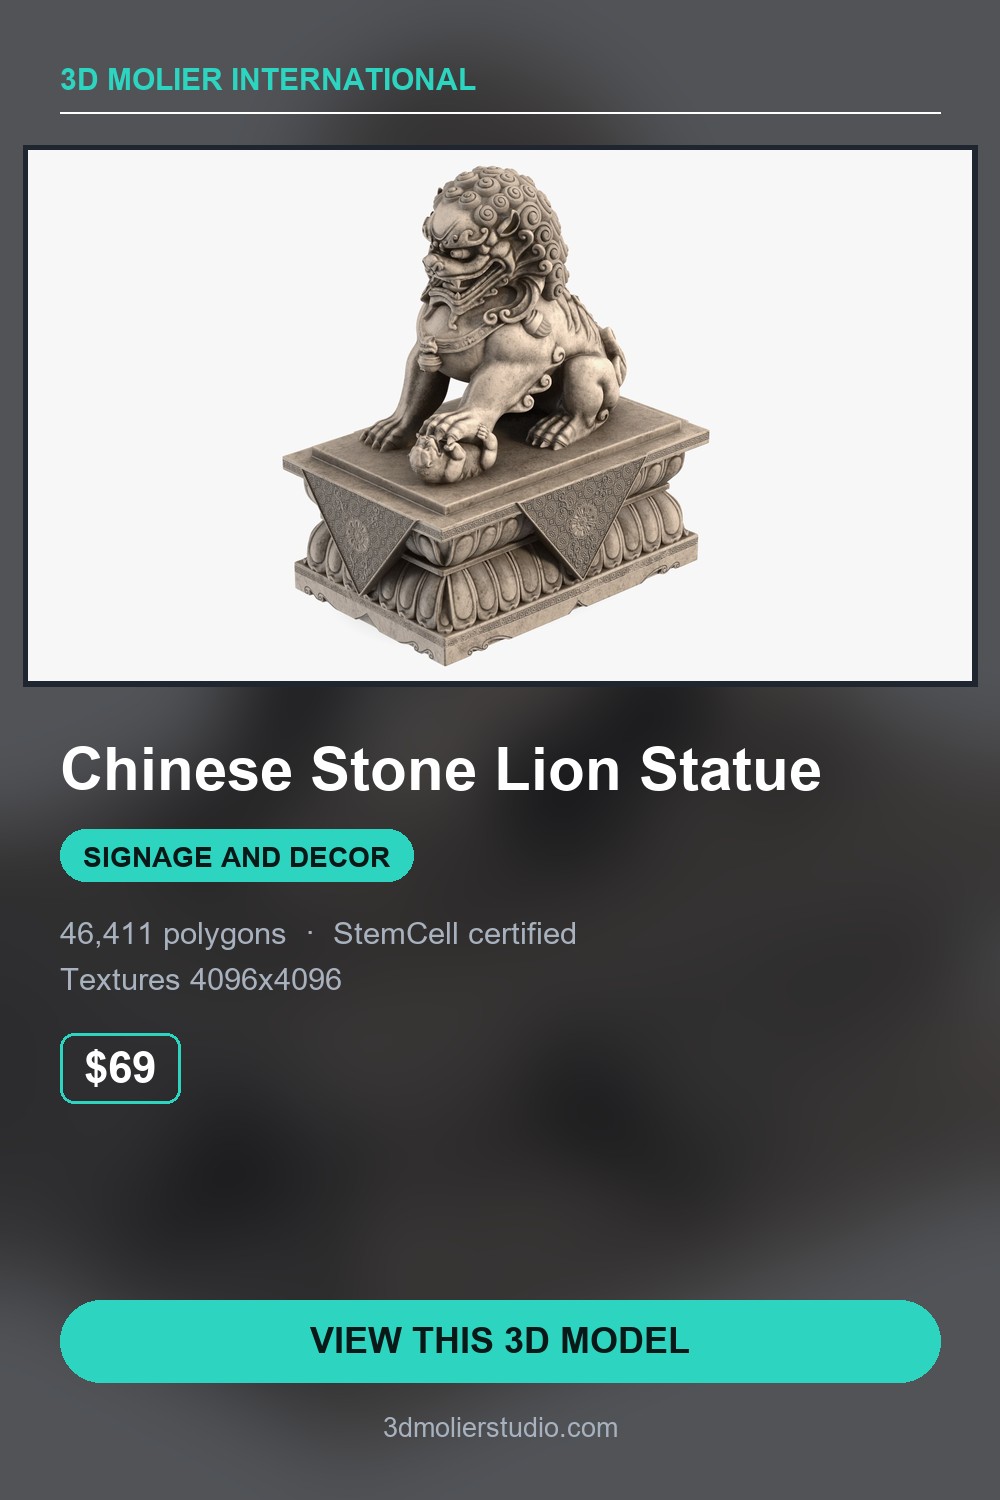 3D MOLIER INTERNATIONAL
Chinese Stone Lion Statue
SIGNAGE AND DECOR
46,411 polygons · StemCell certified
Textures 4096x4096
$69
VIEW THIS 3D MODEL
3dmolierstudio.com